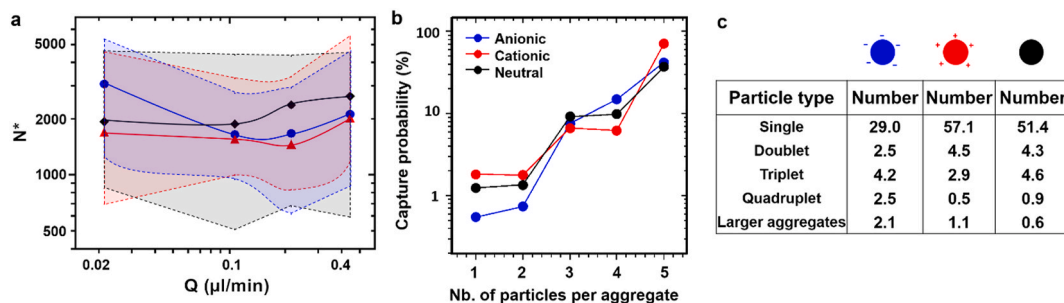 a
N*
5000
2000
1000
500
0.02
0.1
0.2
0.4
Q (µl/min)
b
Capture probability (%)
100
10
1
Anionic
Cationic
Neutral
1 2 3 4 5
Nb. of particles per aggregate
c
Particle type Number Number Number
Single 29.0 57.1 51.4
Doublet 2.5 4.5 4.3
Triplet 4.2 2.9 4.6
Quadruplet 2.5 0.5 0.9
Larger aggregates 2.1 1.1 0.6